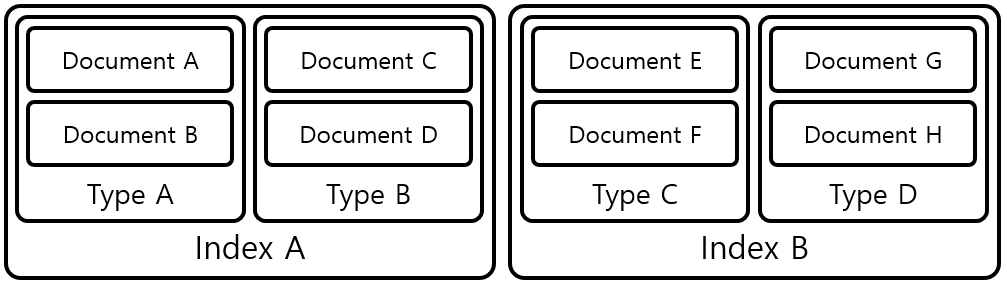 Document A
Document B
Type A
Document C
Document D
Type B
Index A
Document E
Document F
Type C
Document G
Document H
Type D
Index B